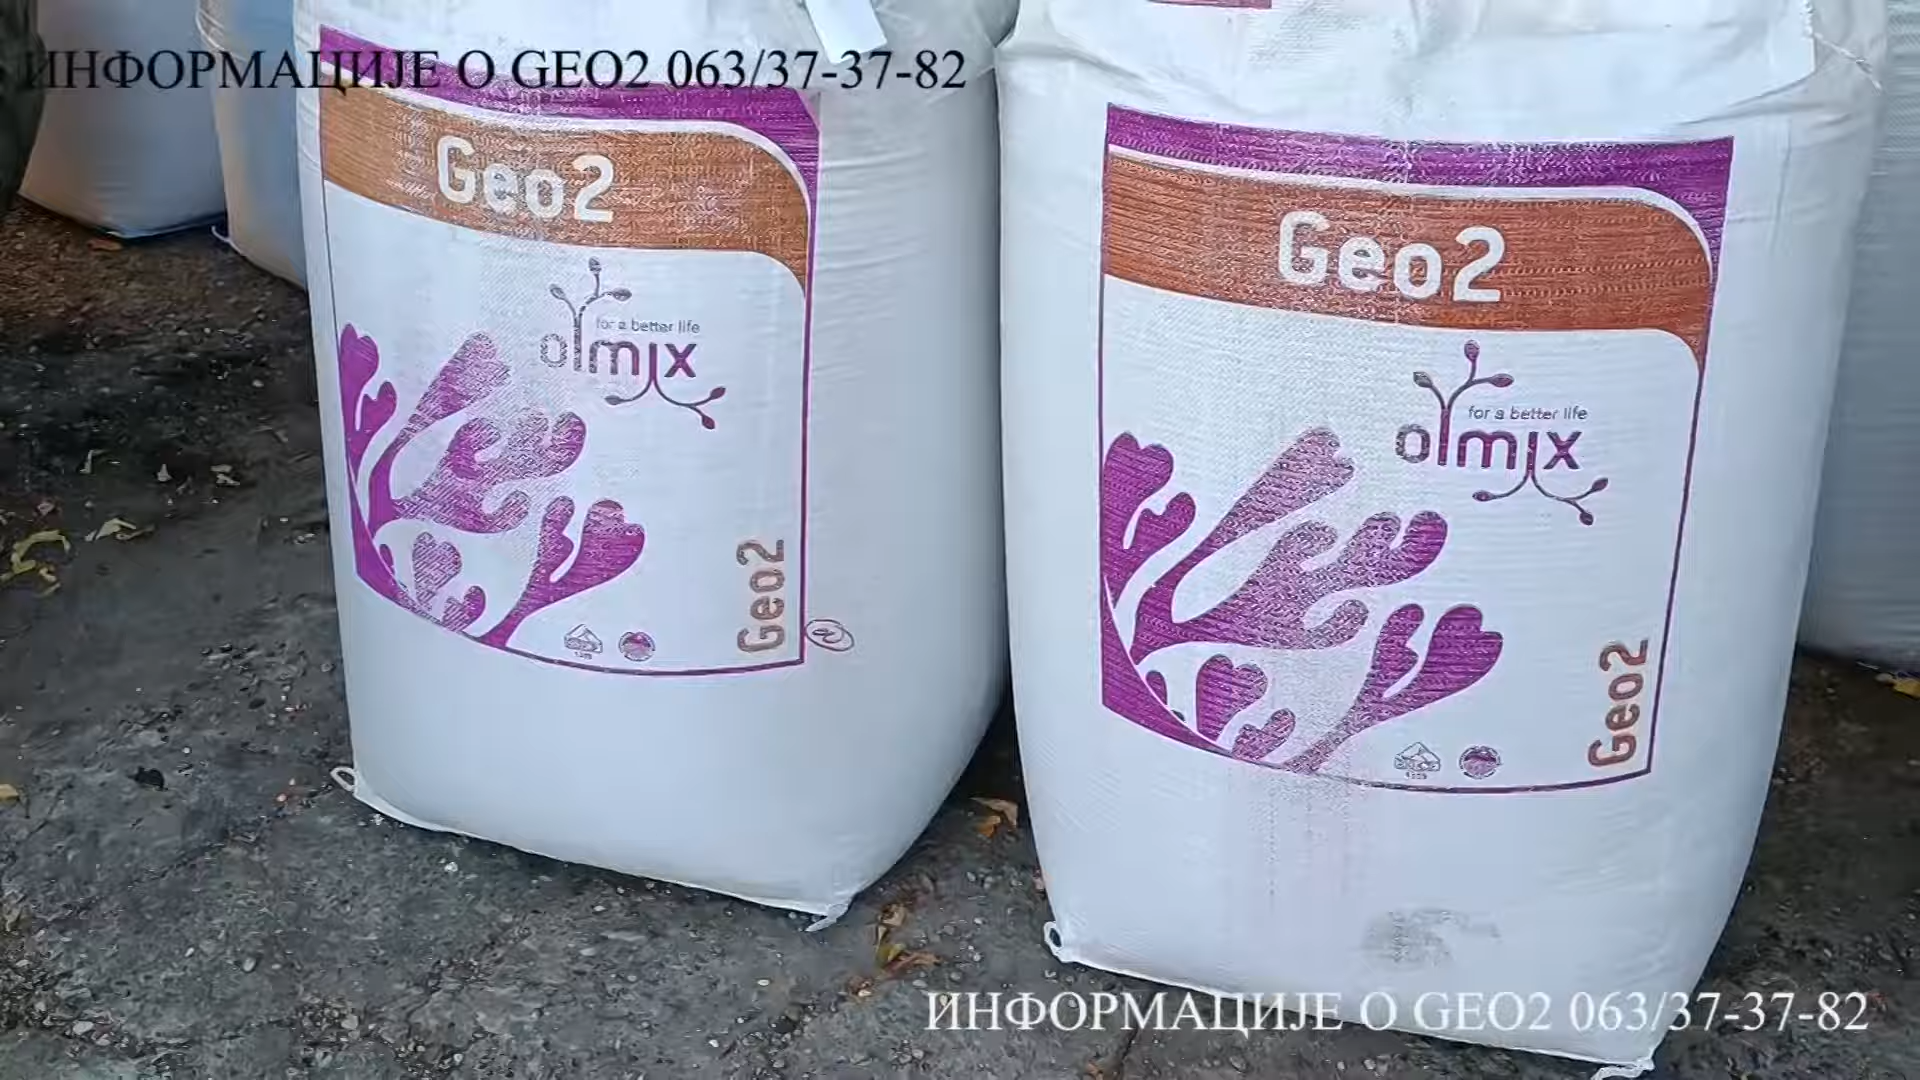 ИНФОРМАЦИЈЕ О GEO2 063/37-37-82
Geo2
for a better life
olmix
Geo2
Geo2
for a better life
olmix
Geo2
ИНФОРМАЦИЈЕ О GEO2 063/37-37-82